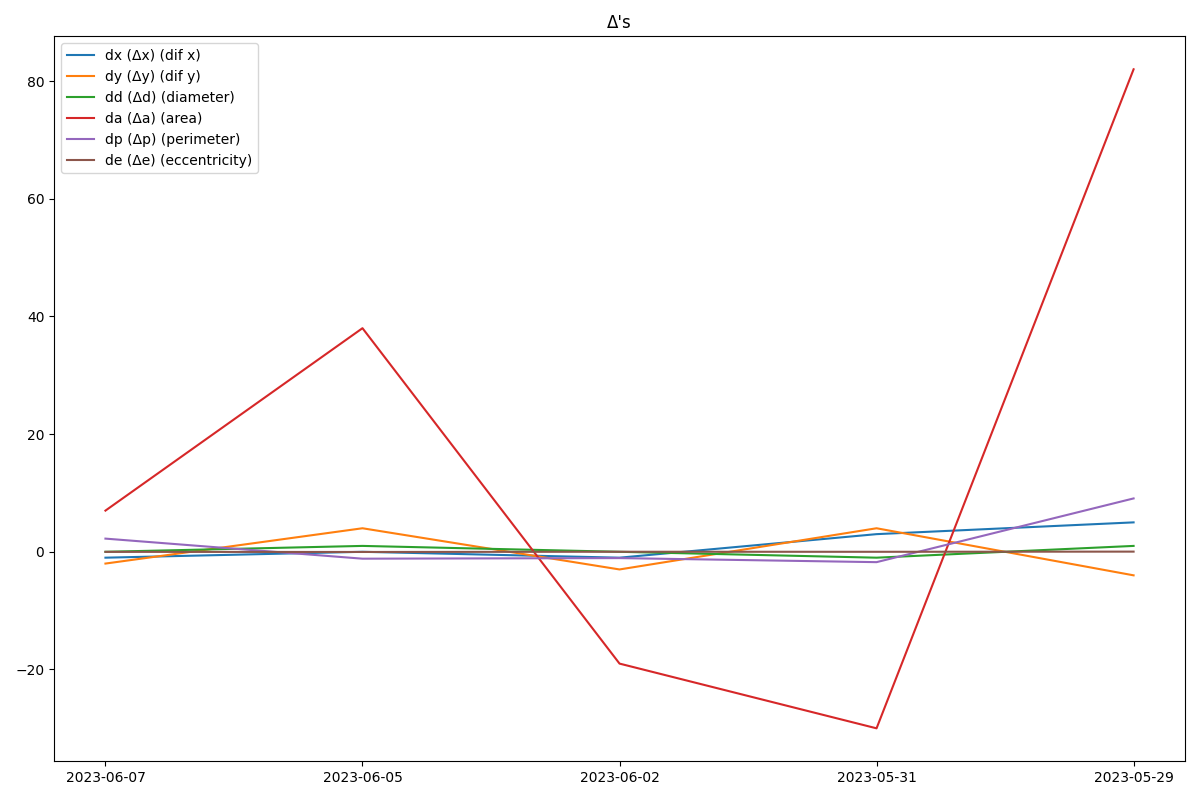 Δ's
dx (Δx) (dif x)
dy (Δy) (dif y)
dd (Δd) (diameter)
da (Δa) (area)
dp (Δp) (perimeter)
de (Δe) (eccentricity)
80
60
40
20
0
−20
2023-06-07 2023-06-05 2023-06-02 2023-05-31 2023-05-29